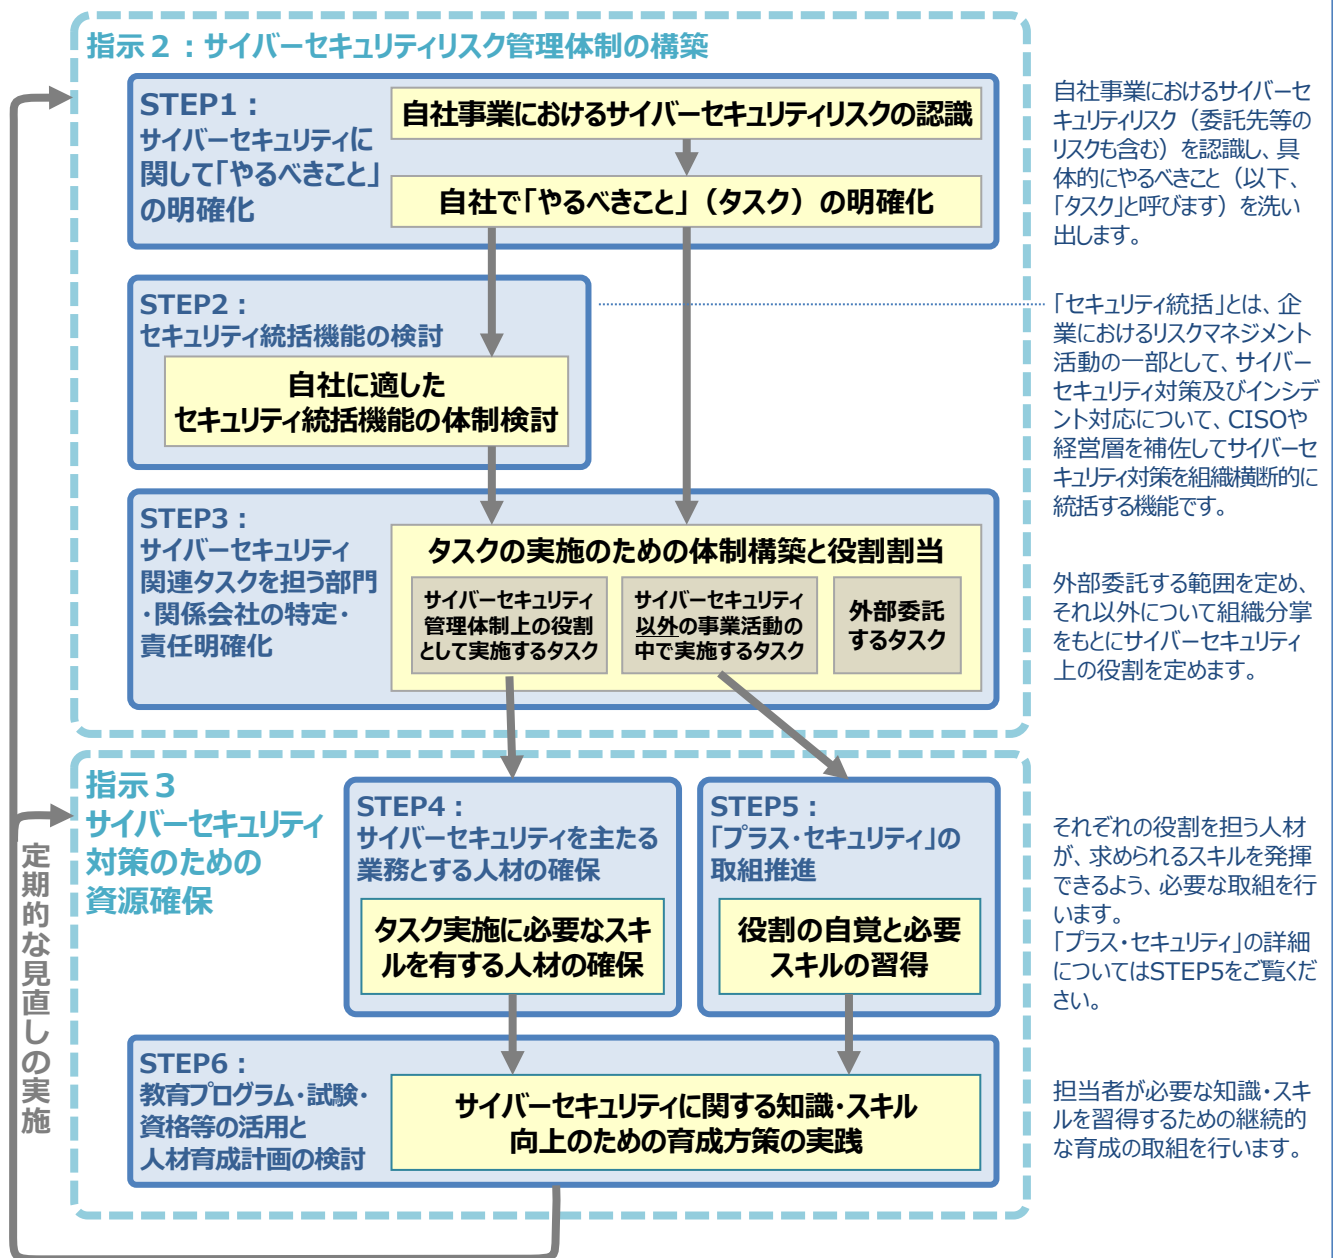 指示２：サイバーセキュリティリスク管理体制の構築
STEP1：
サイバーセキュリティに
関して「やるべきこと」
の明確化
自社事業におけるサイバーセキュリティリスクの認識
自社で「やるべきこと」（タスク）の明確化
自社事業におけるサイバーセ
キュリティリスク（委託先等の
リスクも含む）を認識し、具
体的にやるべきこと（以下、
「タスク」と呼びます）を洗い
出します。
STEP2：
セキュリティ統括機能の検討
自社に適した
セキュリティ統括機能の体制検討
「セキュリティ統括」とは、企
業におけるリスクマネジメント
活動の一部として、サイバー
セキュリティ対策及びインシデ
ント対応について、CISOや
経営層を補佐してサイバーセ
キュリティ対策を組織横断的に
統括する機能です。
STEP3：
サイバーセキュリティ
関連タスクを担う部門
・関係会社の特定・
責任明確化
タスクの実施のための体制構築と役割割当
サイバーセキュリティ
管理体制上の役割
として実施するタスク
サイバーセキュリティ
以外の事業活動の
中で実施するタスク
外部委託
するタスク
外部委託する範囲を定め、
それ以外について組織分掌
をもとにサイバーセキュリティ
上の役割を定めます。
指示３
サイバーセキュリティ
対策のための
資源確保
STEP4：
サイバーセキュリティを主たる
業務とする人材の確保
タスク実施に必要なスキ
ルを有する人材の確保
STEP5：
「プラス・セキュリティ」の
取組推進
役割の自覚と必要
スキルの習得
それぞれの役割を担う人材
が、求められるスキルを発揮
できるよう、必要な取組を行
います。
「プラス・セキュリティ」の詳細
についてはSTEP5をご覧くだ
さい。
STEP6：
教育プログラム・試験・
資格等の活用と
人材育成計画の検討
サイバーセキュリティに関する知識・スキル
向上のための育成方策の実践
担当者が必要な知識・スキ
ルを習得するための継続的
な育成の取組を行います。
定期的な見直しの実施